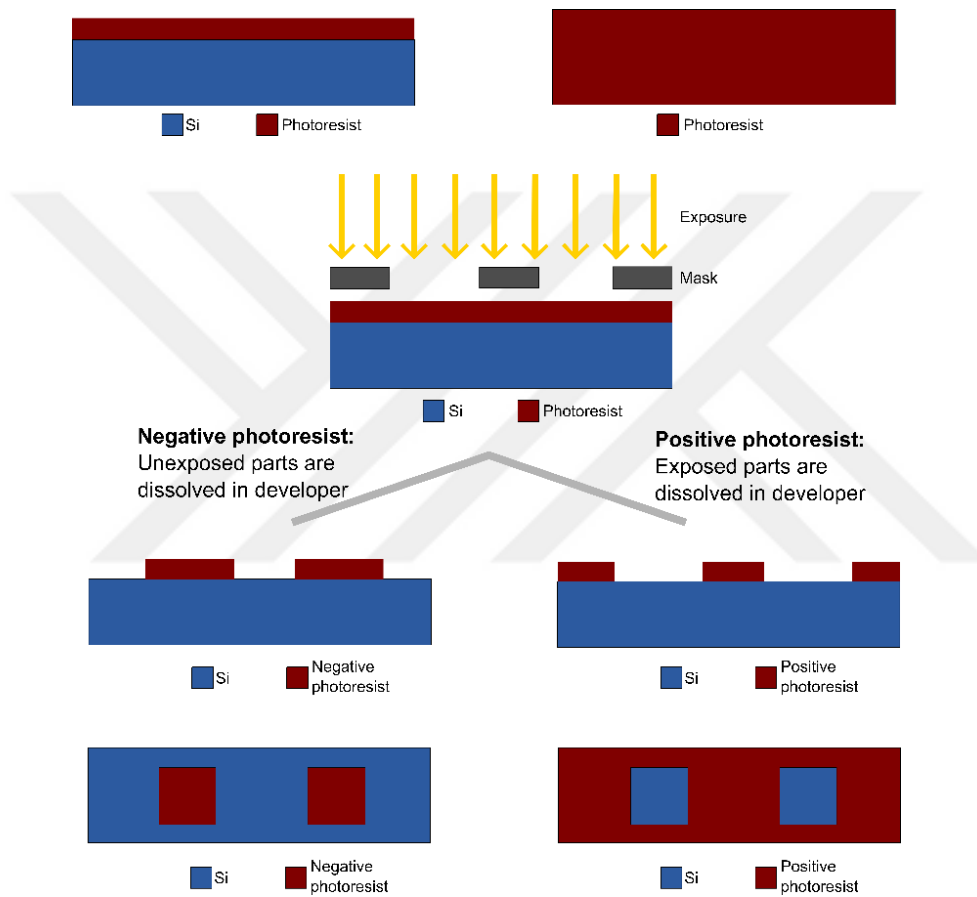 Si Photoresist
Photoresist
Exposure
Mask
Si Photoresist
Negative photoresist:
Unexposed parts are
dissolved in developer
Positive photoresist:
Exposed parts are
dissolved in developer
Si Negative
photoresist
Si Positive
photoresist
Si Negative
photoresist
Si Positive
photoresist